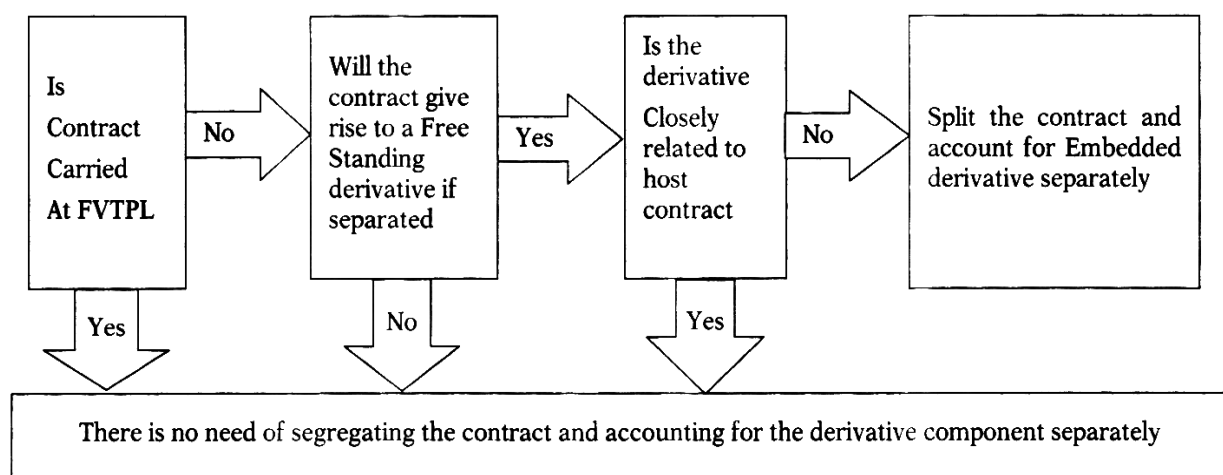 Is
Contract
Carried
At FVTPL
No
Will the
contract give
rise to a Free
Standing
derivative if
separated
Yes
Is the
derivative
Closely
related to
host
contract
No
Split the contract and
account for Embedded
derivative separately
Yes
No
Yes
There is no need of segregating the contract and accounting for the derivative component separately